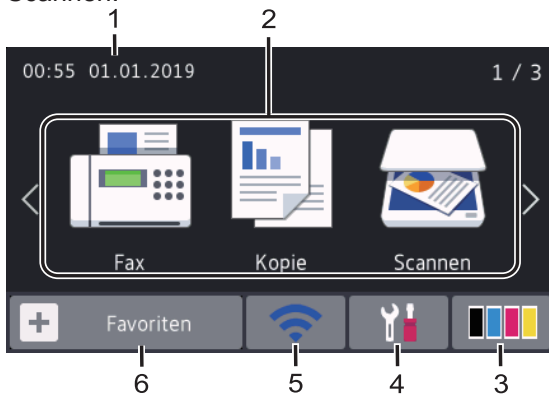 Scannen.
1 2
00:55 01.01.2019 1 / 3
Fax Kopie Scannen
Favoriten
6 5 4 3